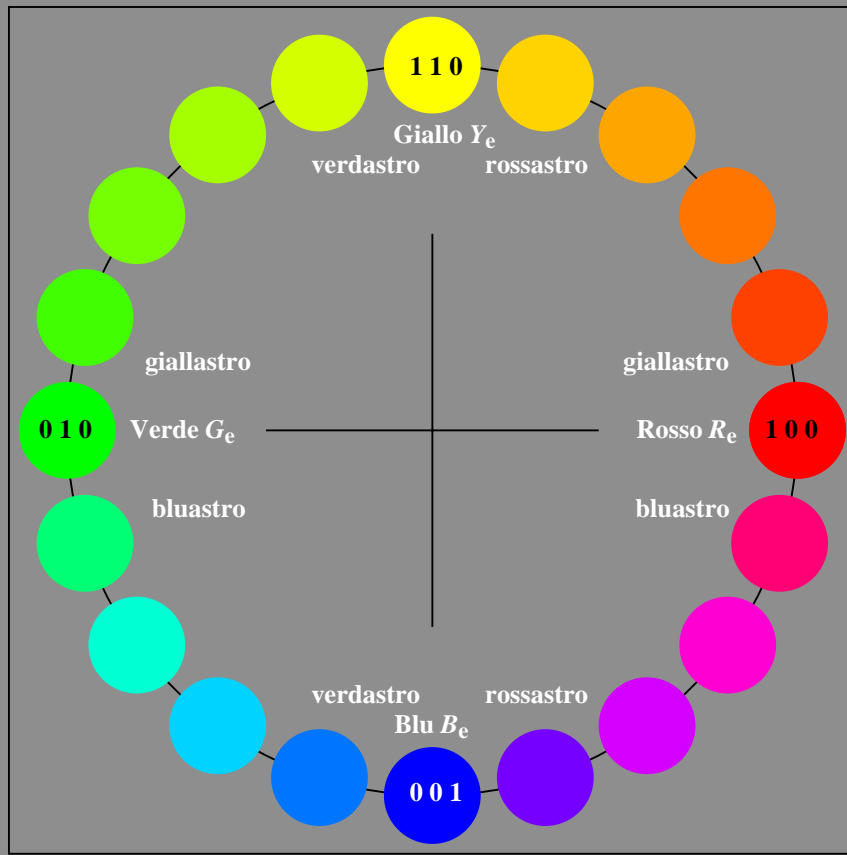 1 1 0
Giallo Yₑ
verdastro rossastro
giallastro giallastro
0 1 0 Verde Gₑ Rosso Rₑ 1 0 0
bluastro bluastro
verdastro rossastro
Blu Bₑ
0 0 1